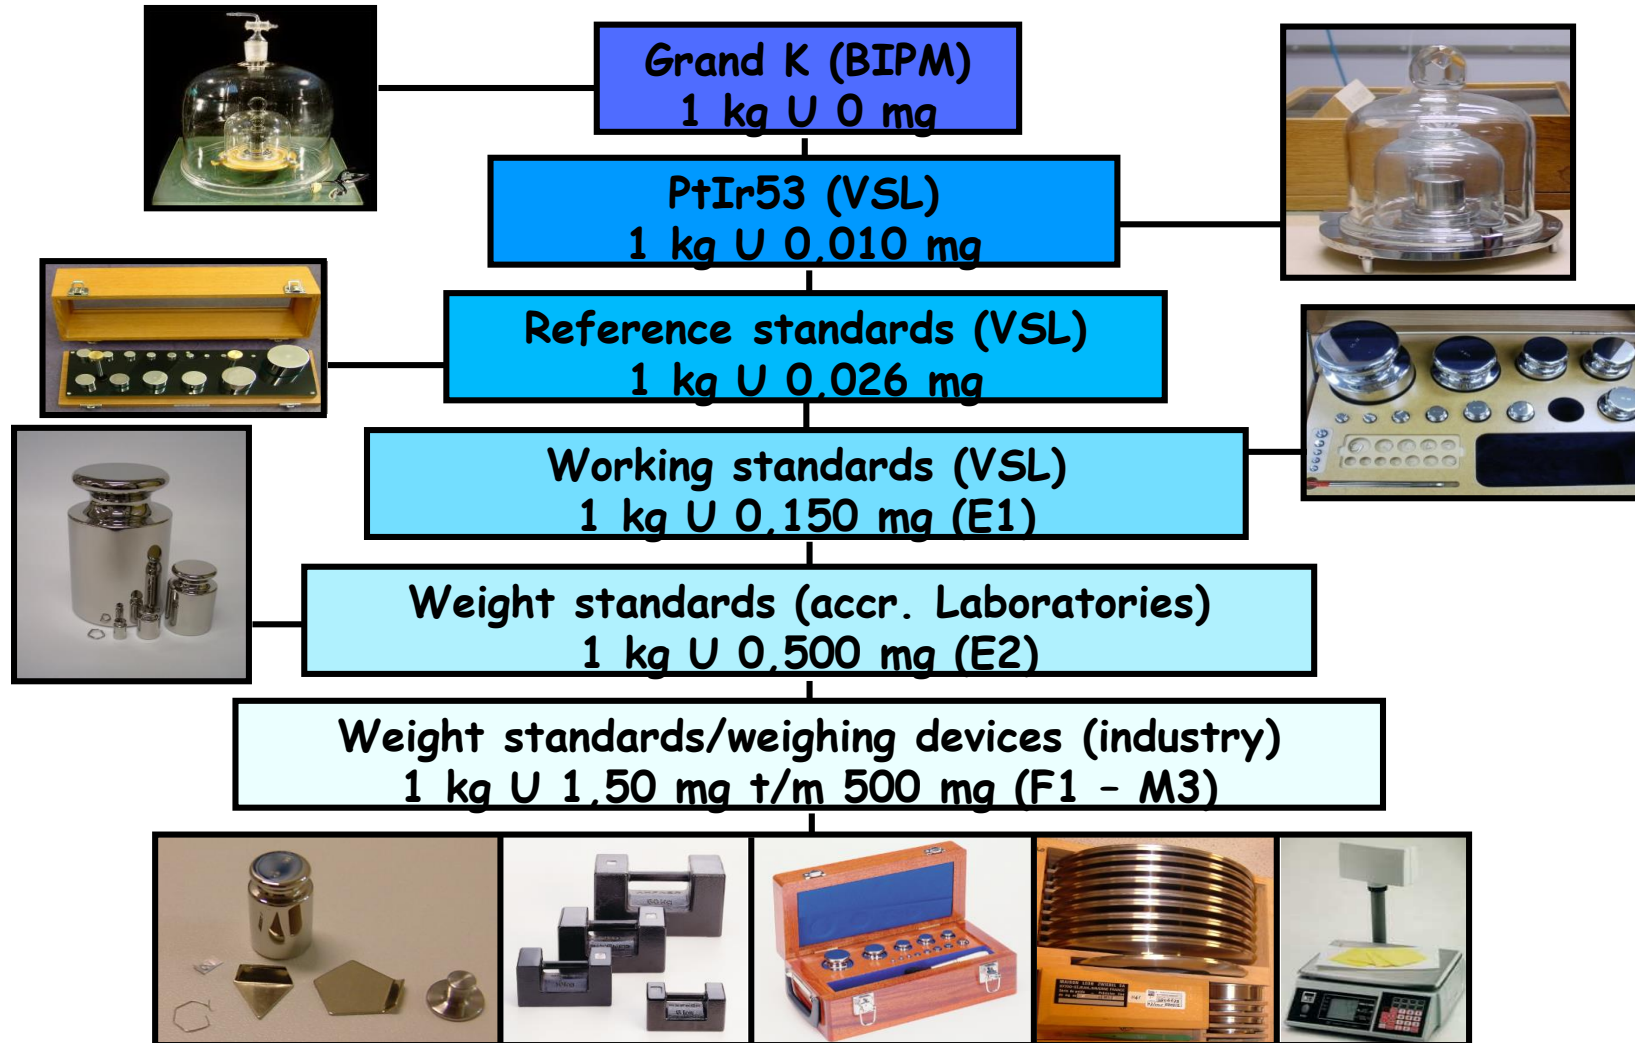 Grand K (BIPM)
1 kg U 0 mg
PtIr53 (VSL)
1 kg U 0,010 mg
Reference standards (VSL)
1 kg U 0,026 mg
Working standards (VSL)
1 kg U 0,150 mg (E1)
Weight standards (accr. Laboratories)
1 kg U 0,500 mg (E2)
Weight standards/weighing devices (industry)
1 kg U 1,50 mg t/m 500 mg (F1 – M3)